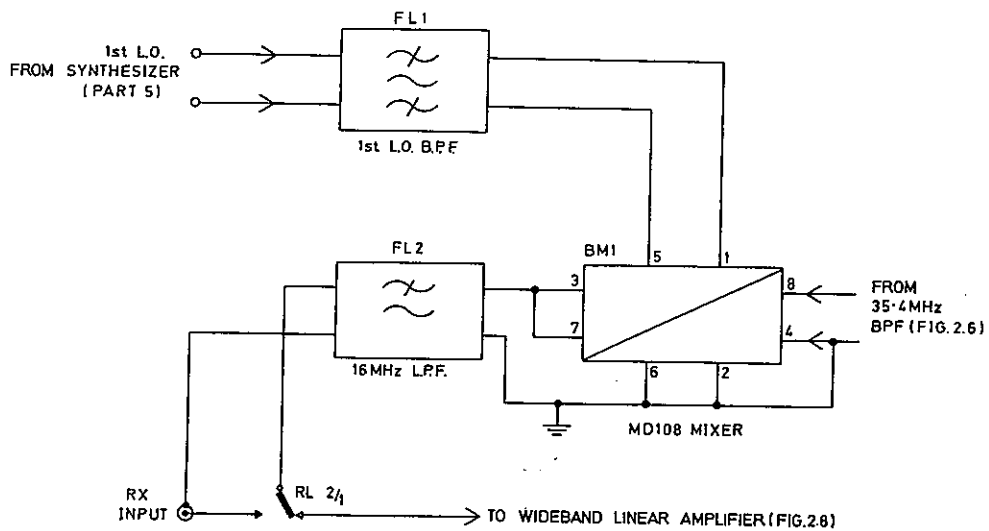 FL1
1st L.O.
FROM SYNTHESIZER
(PART 5)
1st L.O. B.P.F.
FL2
BM1
5
1
3
7
8
4
FROM
35·4MHz
BPF (FIG.2.6)
16MHz L.P.F.
6
2
MD108 MIXER
RX
INPUT
RL 2/1
TO WIDEBAND LINEAR AMPLIFIER (FIG.2.8)